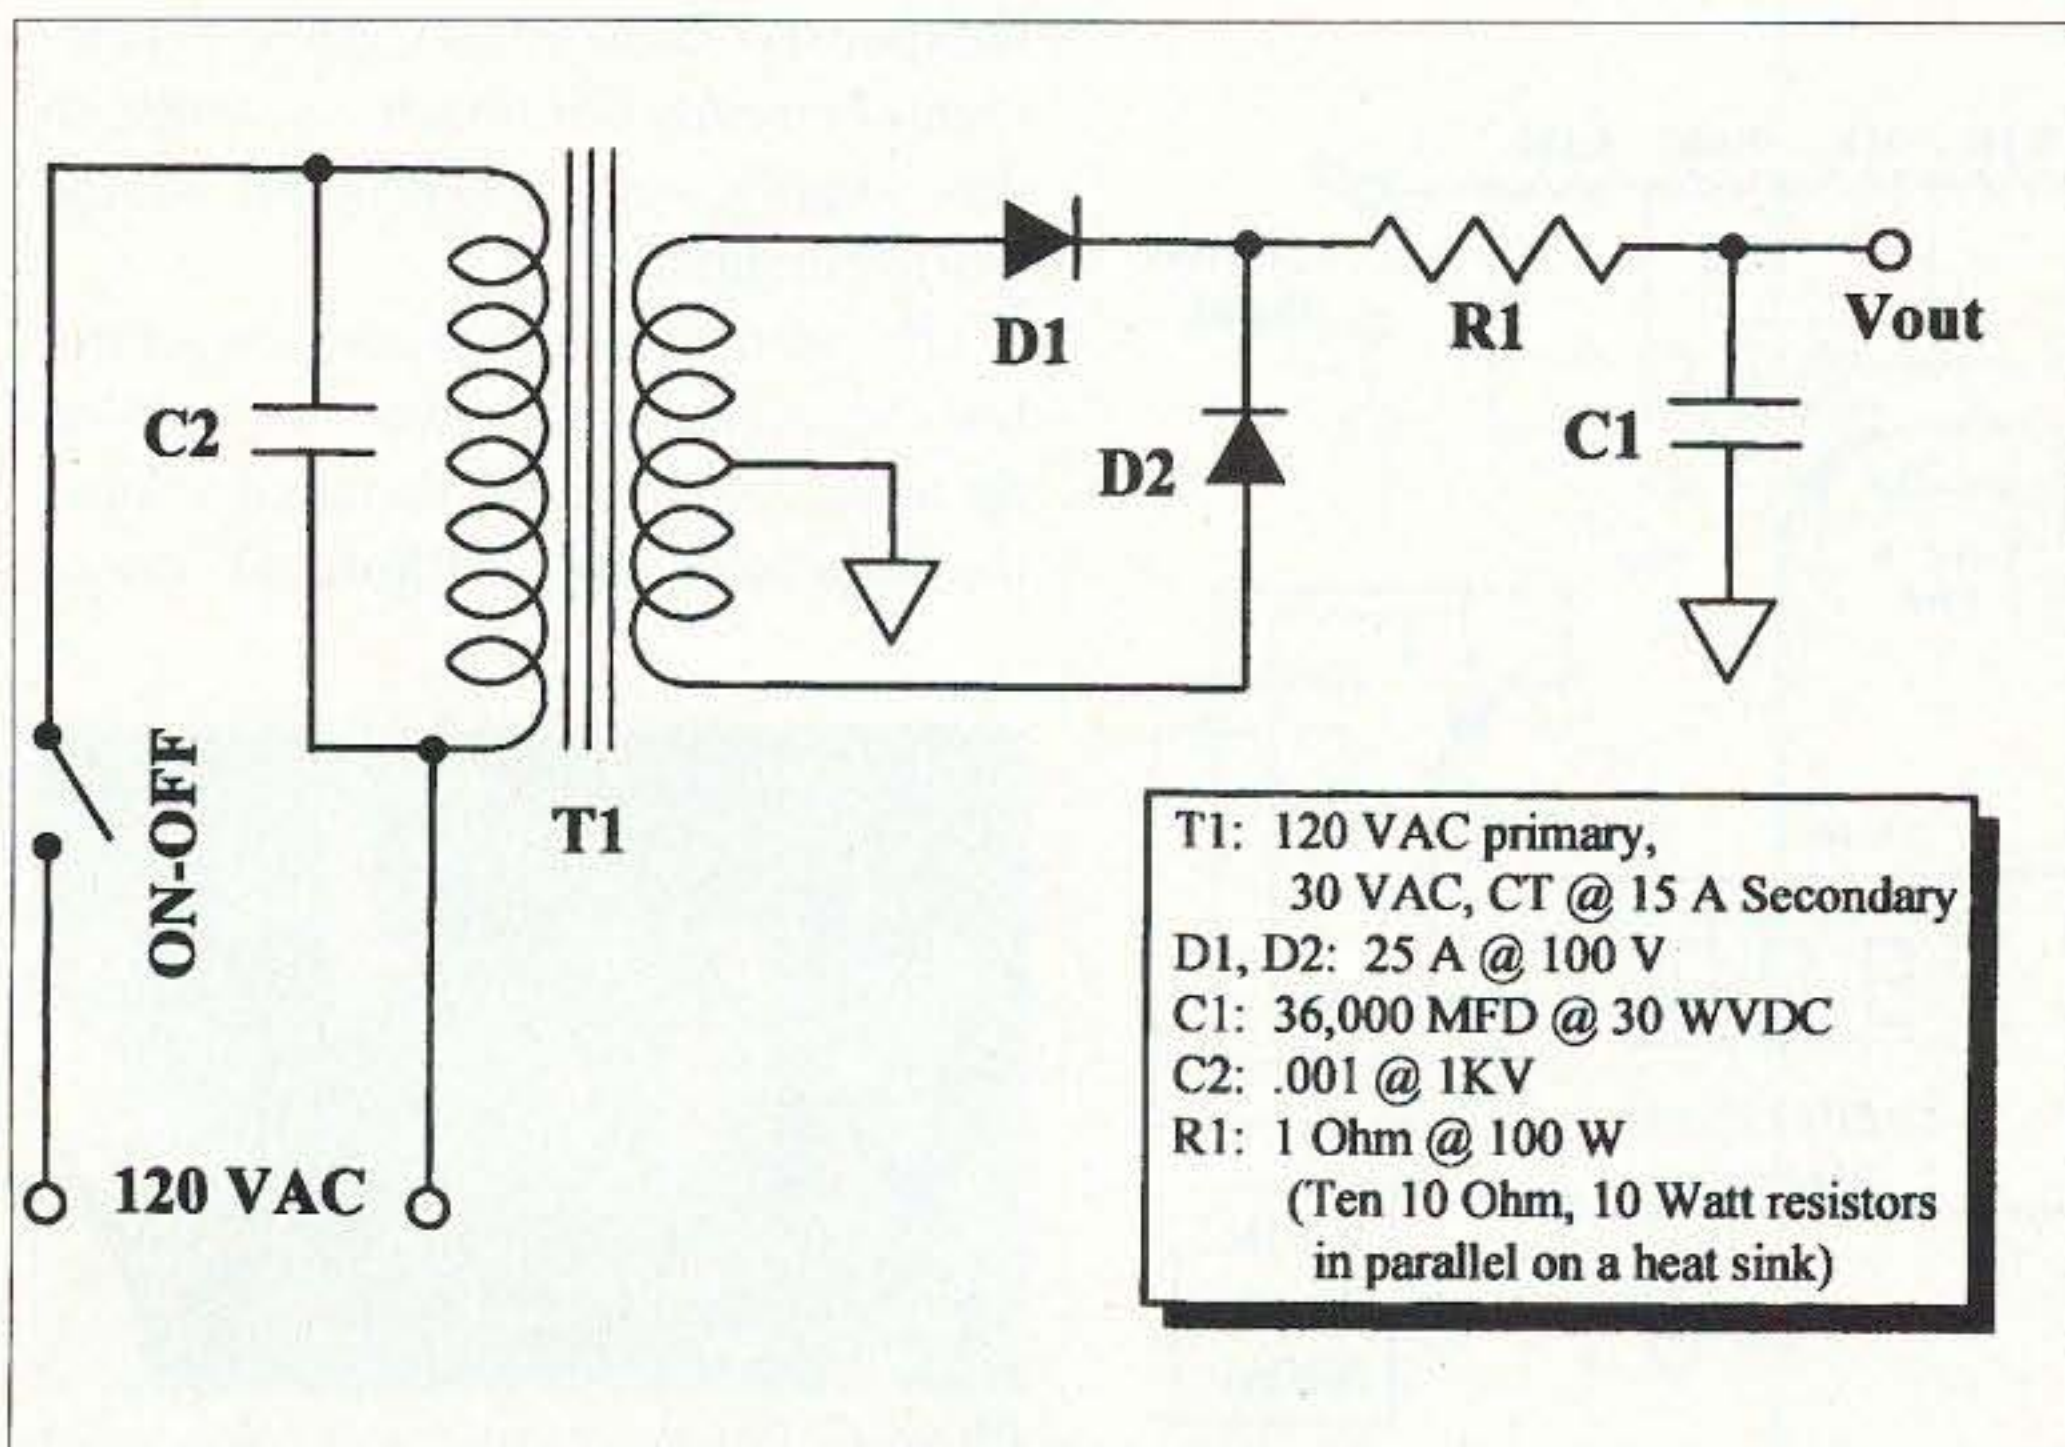 C2
T1
D1
D2
R1
C1
Vout
ON-OFF
120 VAC
T1: 120 VAC primary,
30 VAC, CT @ 15 A Secondary
D1, D2: 25 A @ 100 V
C1: 36,000 MFD @ 30 WVDC
C2: .001 @ 1KV
R1: 1 Ohm @ 100 W
(Ten 10 Ohm, 10 Watt resistors
in parallel on a heat sink)